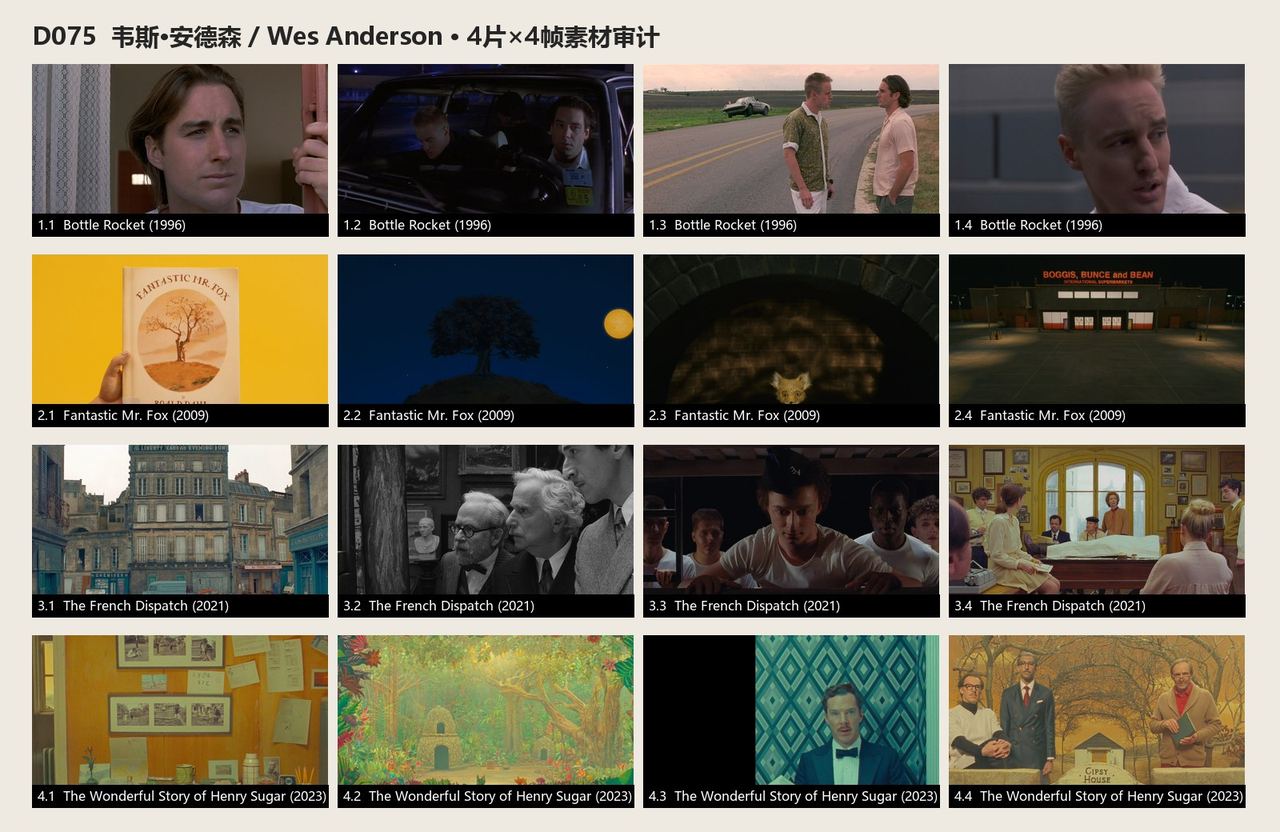 D075 韦斯•安德森 / Wes Anderson • 4片×4帧素材审计
1.1 Bottle Rocket (1996)
1.2 Bottle Rocket (1996)
1.3 Bottle Rocket (1996)
1.4 Bottle Rocket (1996)
FANTASTIC MR. FOX
ROALD DAHL
BOGGIS, BUNCE and BEAN
INTERNATIONAL SUPERMARKETS
2.1 Fantastic Mr. Fox (2009)
2.2 Fantastic Mr. Fox (2009)
2.3 Fantastic Mr. Fox (2009)
2.4 Fantastic Mr. Fox (2009)
3.1 The French Dispatch (2021)
3.2 The French Dispatch (2021)
3.3 The French Dispatch (2021)
3.4 The French Dispatch (2021)
GIPSY
HOUSE
4.1 The Wonderful Story of Henry Sugar (2023)
4.2 The Wonderful Story of Henry Sugar (2023)
4.3 The Wonderful Story of Henry Sugar (2023)
4.4 The Wonderful Story of Henry Sugar (2023)